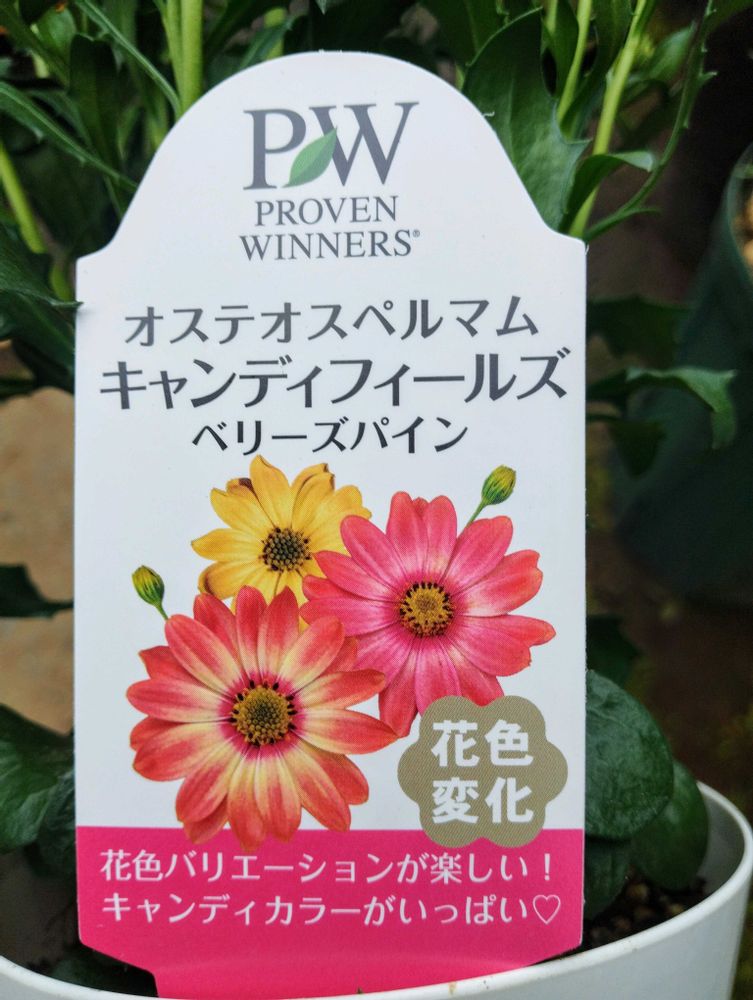 PW
PROVEN
WINNERS®
オステオスペルマム
キャンディフィールズ
ベリーズパイン
花色
変化
花色バリエーションが楽しい!
キャンディカラーがいっぱい♡